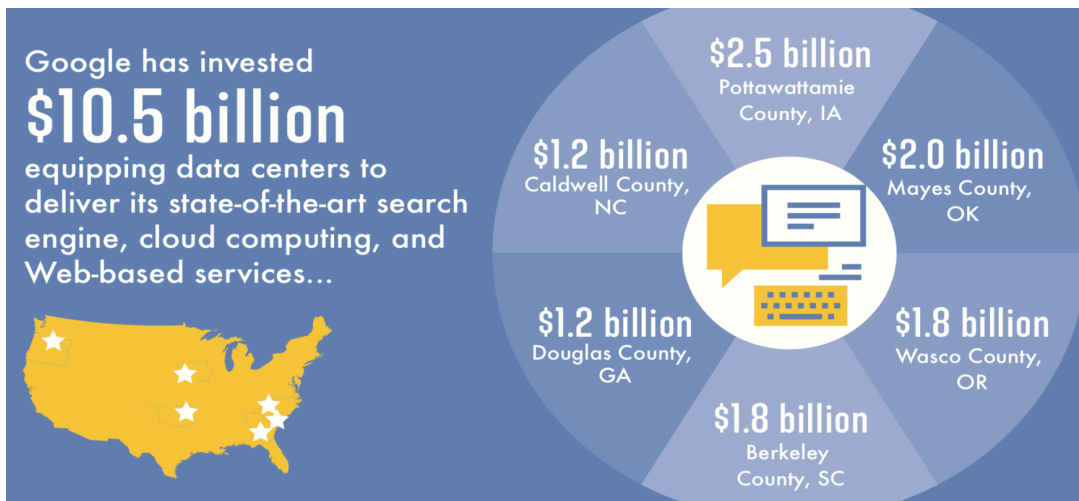 Google has invested
$10.5 billion
equipping data centers to
deliver its state-of-the-art search
engine, cloud computing, and
Web-based services...
$2.5 billion
Pottawattamie
County, IA
$2.0 billion
Mayes County,
OK
$1.8 billion
Wasco County,
OR
$1.8 billion
Berkeley
County, SC
$1.2 billion
Douglas County,
GA
$1.2 billion
Caldwell County,
NC